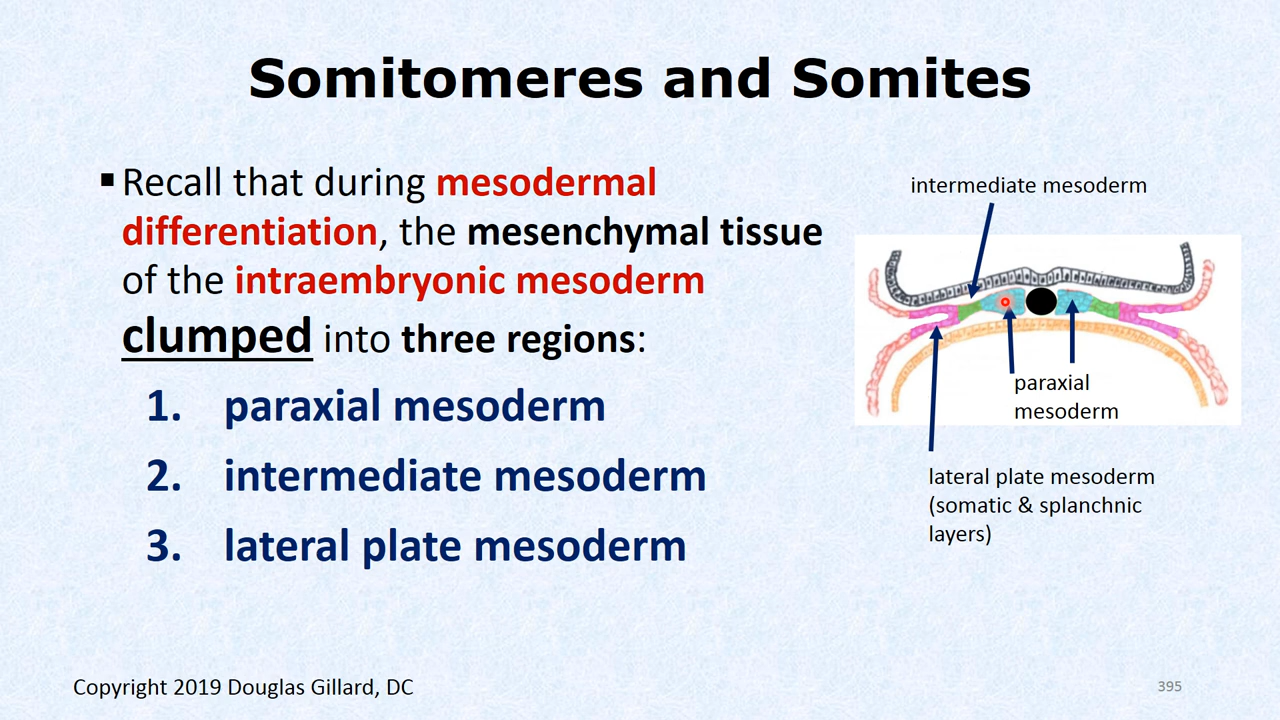 Somitomeres and Somites
▪ Recall that during mesodermal
differentiation, the mesenchymal tissue
of the intraembryonic mesoderm
clumped into three regions:
1. paraxial mesoderm
2. intermediate mesoderm
3. lateral plate mesoderm
intermediate mesoderm
paraxial
mesoderm
lateral plate mesoderm
(somatic & splanchnic
layers)
Copyright 2019 Douglas Gillard, DC
395